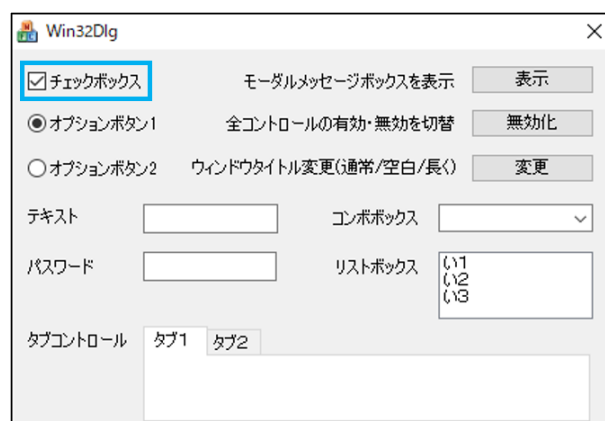 Win32Dlg
チェックボックス モーダルメッセージボックスを表示 表示
オプションボタン1 全コントロールの有効・無効を切替 無効化
オプションボタン2 ウィンドウタイトル変更(通常/空白/長く) 変更
テキスト コンボボックス
パスワード リストボックス い1
い2
い3
タブコントロール タブ1 タブ2